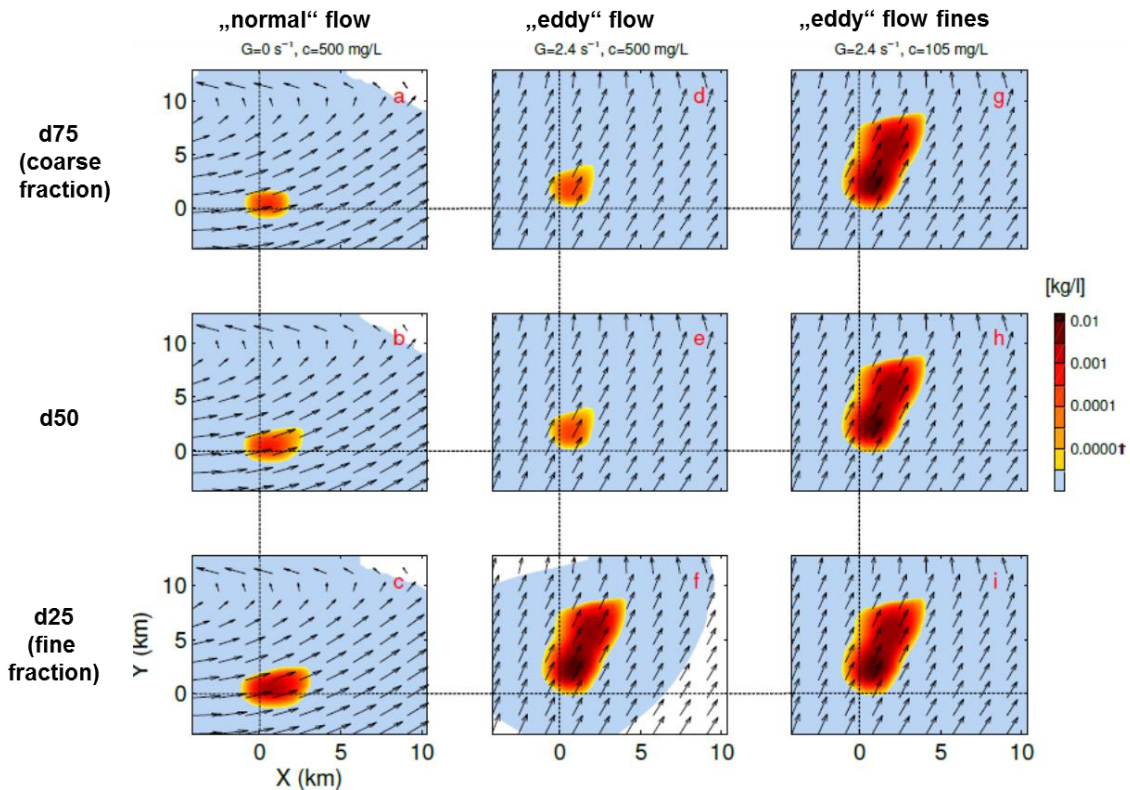 „normal“ flow
„eddy“ flow
„eddy“ flow fines
G=0 s⁻¹, c=500 mg/L
G=2.4 s⁻¹, c=500 mg/L
G=2.4 s⁻¹, c=105 mg/L
d75
(coarse
fraction)
10
5
0
a
d
g
d50
10
5
0
b
e
h
[kg/l]
0.01
0.001
0.0001
0.00001
d25
(fine
fraction)
Y (km)
10
5
0
c
f
i
0 5 10
0 5 10
0 5 10
X (km)